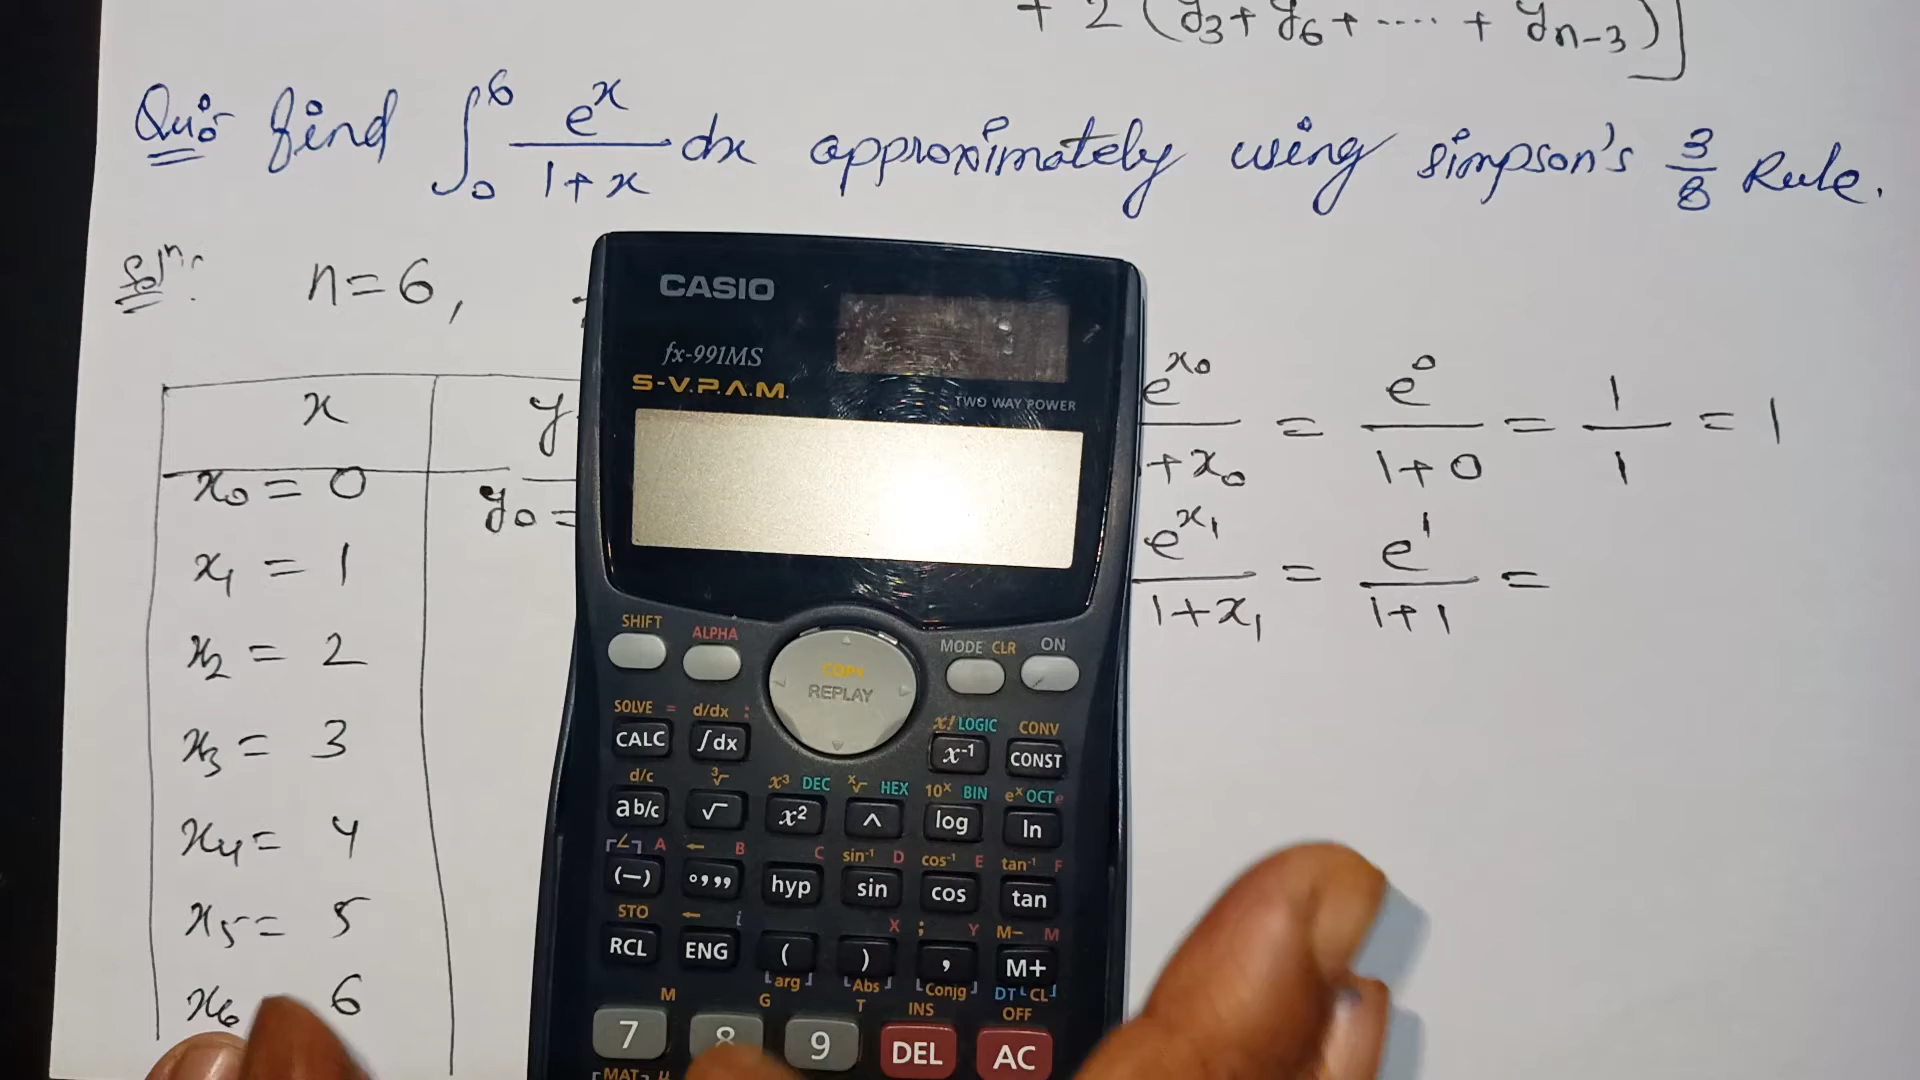 + 2 (y₃ + y₆ + .... + yₙ₋₃)]
Que: find ∫₀⁶ eˣ/(1+x) dx approximately using simpson's 3/8 Rule.
Solⁿ: n=6,
x y
x₀ = 0 y₀ =
x₁ = 1
x₂ = 2
x₃ = 3
x₄ = 4
x₅ = 5
x₆ 6
e^x₀ / +x₀ = e⁰/(1+0) = 1/1 = 1
e^x₁ / 1+x₁ = e¹/(1+1) =
CASIO
fx-991MS
S-V.P.A.M.
TWO WAY POWER
SHIFT ALPHA MODE CLR ON
COPY
REPLAY
SOLVE = d/dx : x! LOGIC CONV
CALC ∫dx x⁻¹ CONST
d/c ³√ x³ DEC ˣ√ HEX 10ˣ BIN eˣ OCT e
ab/c √ x² ^ log ln
∠ A ← B C sin⁻¹ D cos⁻¹ E tan⁻¹ F
(−) °,,, hyp sin cos tan
STO ← i X ; Y M− M
RCL ENG ( ) , M+
arg Abs Conjg DT CL
M G T INS OFF
7 8 9 DEL AC
MAT μ